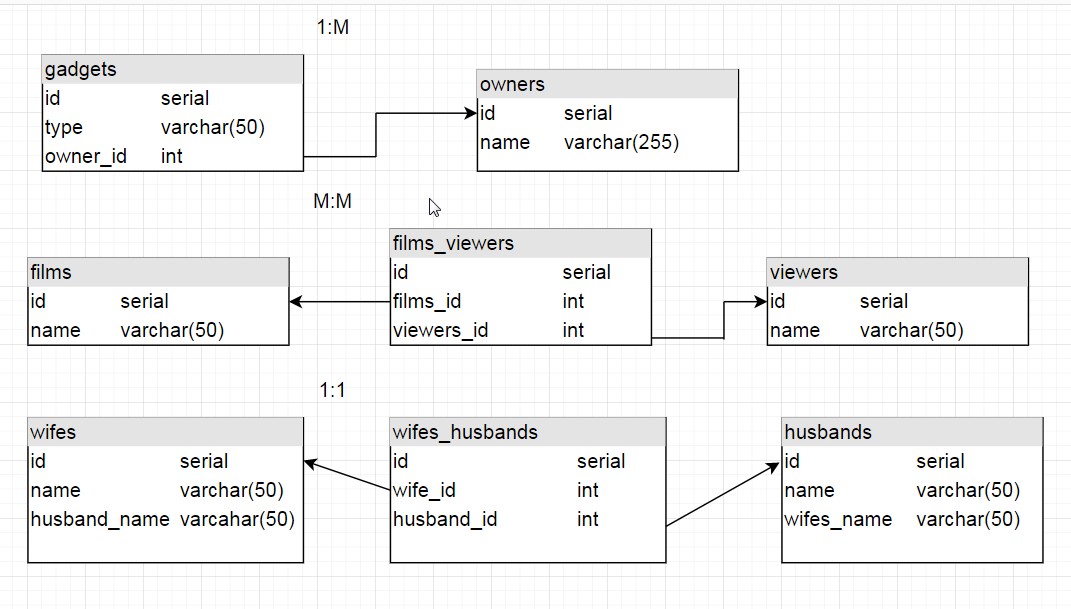 1:M
gadgets
id serial
type varchar(50)
owner_id int
owners
id serial
name varchar(255)
M:M
films
id serial
name varchar(50)
films_viewers
id serial
films_id int
viewers_id int
viewers
id serial
name varchar(50)
1:1
wifes
id serial
name varchar(50)
husband_name varcahar(50)
wifes_husbands
id serial
wife_id int
husband_id int
husbands
id serial
name varchar(50)
wifes_name varchar(50)